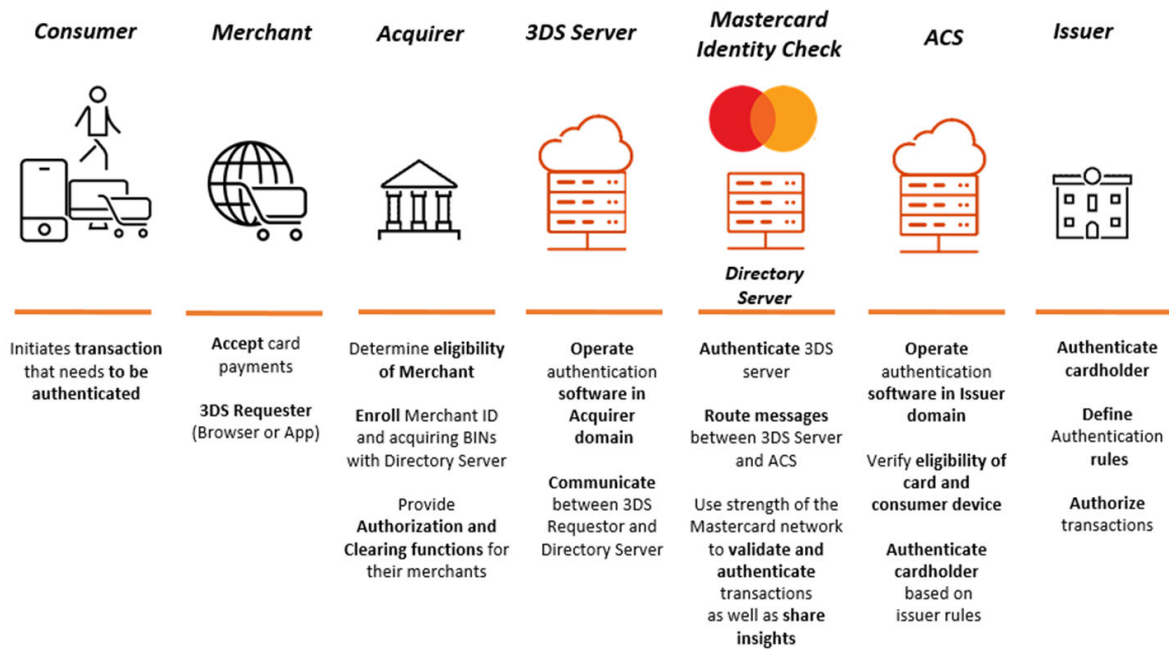 Consumer
Initiates transaction
that needs to be
authenticated
Merchant
Accept card
payments
3DS Requester
(Browser or App)
Acquirer
Determine eligibility
of Merchant
Enroll Merchant ID
and acquiring BINs
with Directory Server
Provide
Authorization and
Clearing functions for
their merchants
3DS Server
Operate
authentication
software in
Acquirer
domain
Communicate
between 3DS
Requestor and
Directory Server
Mastercard
Identity Check
Directory
Server
Authenticate 3DS
server
Route messages
between 3DS Server
and ACS
Use strength of the
Mastercard network
to validate and
authenticate
transactions
as well as share
insights
ACS
Operate
authentication
software in Issuer
domain
Verify eligibility of
card and
consumer device
Authenticate
cardholder
based on
issuer rules
Issuer
Authenticate
cardholder
Define
Authentication
rules
Authorize
transactions